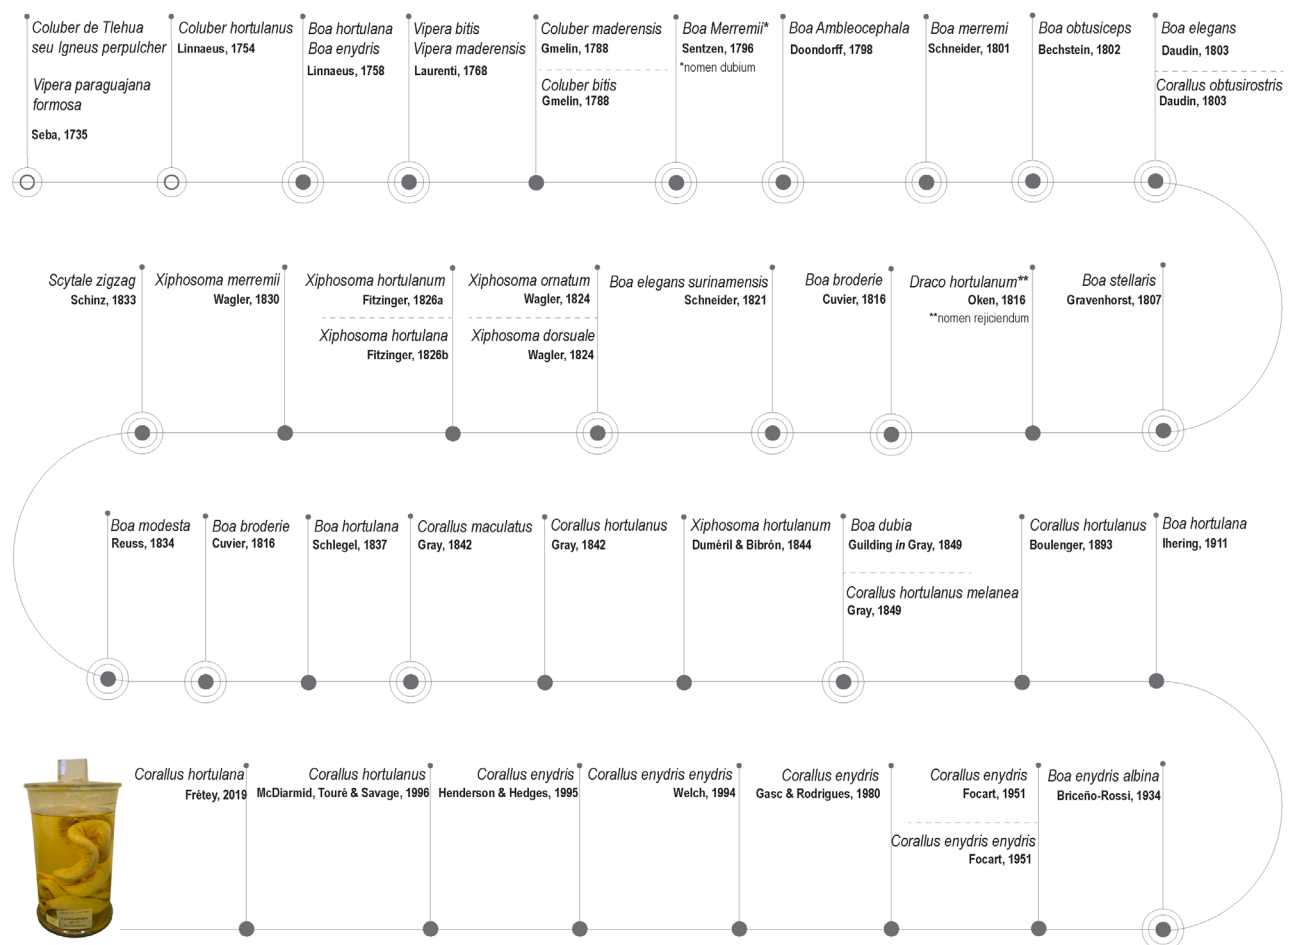 Coluber de Tlehua
seu Igneus perpulcher
Vipera paraguajana
formosa
Seba, 1735
Coluber hortulanus
Linnaeus, 1754
Boa hortulana
Boa enydris
Linnaeus, 1758
Vipera bitis
Vipera maderensis
Laurenti, 1768
Coluber maderensis
Gmelin, 1788
Coluber bitis
Gmelin, 1788
Boa Merremii*
Sentzen, 1796
*nomen dubium
Boa Ambleocephala
Doondorff, 1798
Boa merremi
Schneider, 1801
Boa obtusiceps
Bechstein, 1802
Boa elegans
Daudin, 1803
Corallus obtusirostris
Daudin, 1803
Scytale zigzag
Schinz, 1833
Xiphosoma merremii
Wagler, 1830
Xiphosoma hortulanum
Fitzinger, 1826a
Xiphosoma hortulana
Fitzinger, 1826b
Xiphosoma ornatum
Wagler, 1824
Xiphosoma dorsuale
Wagler, 1824
Boa elegans surinamensis
Schneider, 1821
Boa broderie
Cuvier, 1816
Draco hortulanum**
Oken, 1816
**nomen rejiciendum
Boa stellaris
Gravenhorst, 1807
Boa modesta
Reuss, 1834
Boa broderie
Cuvier, 1816
Boa hortulana
Schlegel, 1837
Corallus maculatus
Gray, 1842
Corallus hortulanus
Gray, 1842
Xiphosoma hortulanum
Duméril & Bibrón, 1844
Boa dubia
Guilding in Gray, 1849
Corallus hortulanus melanea
Gray, 1849
Corallus hortulanus
Boulenger, 1893
Boa hortulana
Ihering, 1911
Corallus hortulana
Frétey, 2019
Corallus hortulanus
McDiarmid, Touré & Savage, 1996
Corallus enydris
Henderson & Hedges, 1995
Corallus enydris enydris
Welch, 1994
Corallus enydris
Gasc & Rodrigues, 1980
Corallus enydris
Focart, 1951
Corallus enydris enydris
Focart, 1951
Boa enydris albina
Briceño-Rossi, 1934